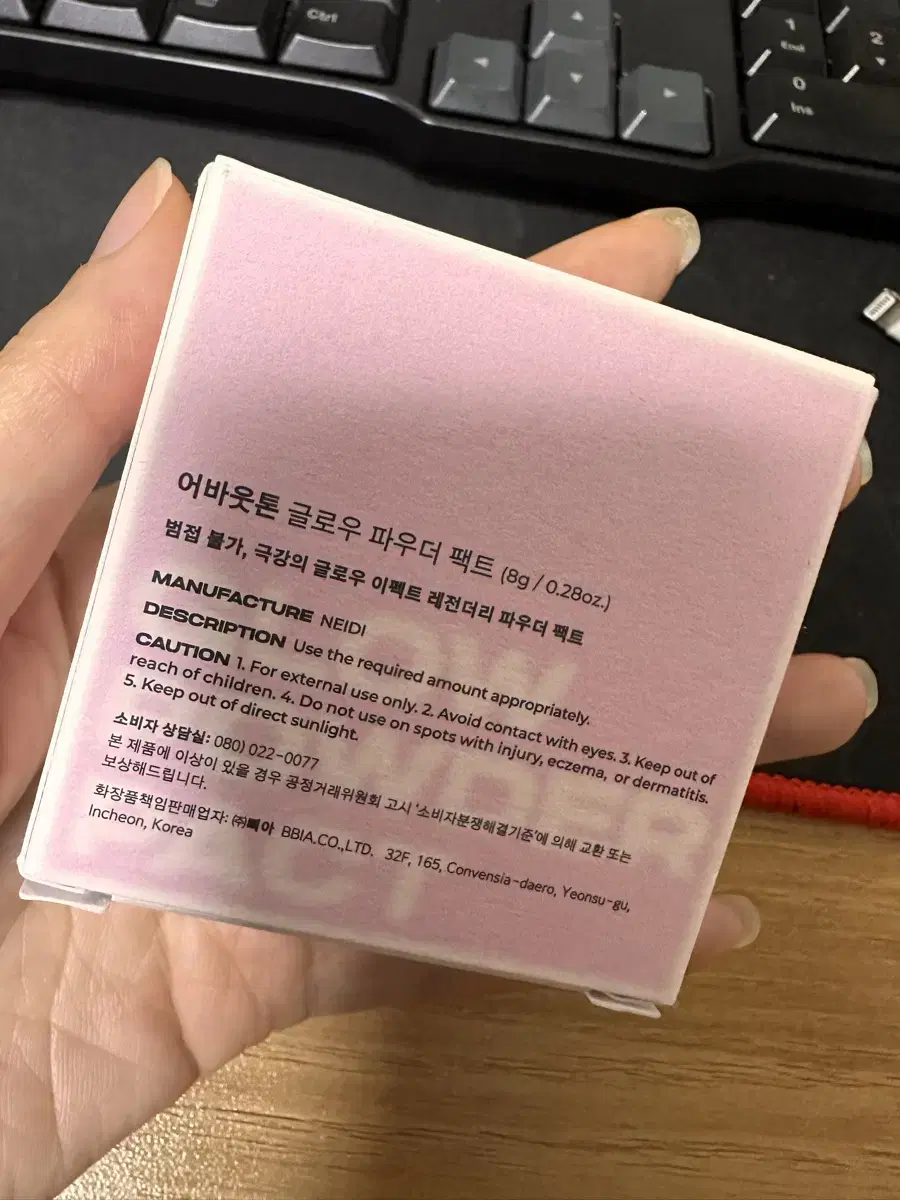 Ctrl
1
End
2
0
Ins
어바웃톤 글로우 파우더 팩트 (8g / 0.28oz.)
범접 불가, 극강의 글로우 이펙트 레전더리 파우더 팩트
MANUFACTURE NEIDI
DESCRIPTION Use the required amount appropriately.
CAUTION 1. For external use only. 2. Avoid contact with eyes. 3. Keep out of
reach of children. 4. Do not use on spots with injury, eczema, or dermatitis.
5. Keep out of direct sunlight.
소비자 상담실: 080) 022-0077
본 제품에 이상이 있을 경우 공정거래위원회 고시 '소비자분쟁해결기준'에 의해 교환 또는
보상해드립니다.
화장품책임판매업자: ㈜삐아 BBIA.CO.,LTD. 32F, 165, Convensia-daero, Yeonsu-gu,
Incheon, Korea